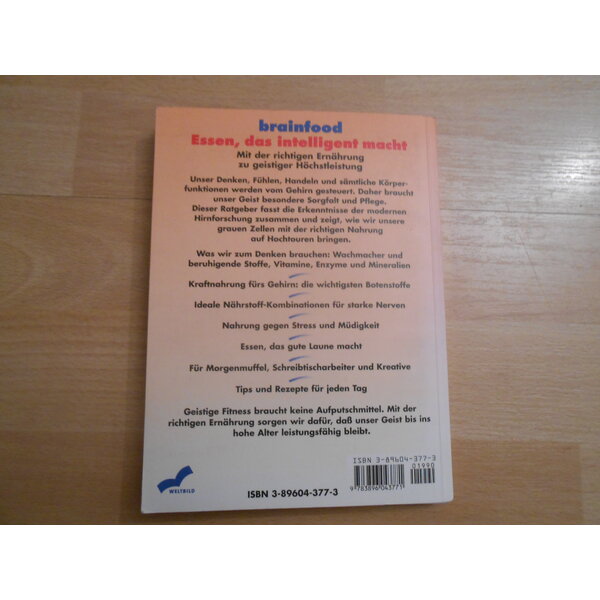 brainfood
Essen, das intelligent macht
Mit der richtigen Ernährung
zu geistiger Höchstleistung
Unser Denken, Fühlen, Handeln und sämtliche Körper-
funktionen werden vom Gehirn gesteuert. Daher braucht
unser Geist besondere Sorgfalt und Pflege.
Dieser Ratgeber fasst die Erkenntnisse der modernen
Hirnforschung zusammen und zeigt, wie wir unsere
grauen Zellen mit der richtigen Nahrung
auf Hochtouren bringen.
Was wir zum Denken brauchen: Wachmacher und
beruhigende Stoffe, Vitamine, Enzyme und Mineralien
Kraftnahrung fürs Gehirn: die wichtigsten Botenstoffe
Ideale Nährstoff-Kombinationen für starke Nerven
Nahrung gegen Stress und Müdigkeit
Essen, das gute Laune macht
Für Morgenmuffel, Schreibtischarbeiter und Kreative
Tips und Rezepte für jeden Tag
Geistige Fitness braucht keine Aufputschmittel. Mit der
richtigen Ernährung sorgen wir dafür, daß unser Geist bis ins
hohe Alter leistungsfähig bleibt.
ISBN 3-89604-377-3
01990
9 783896 043771
WELTBILD
ISBN 3-89604-377-3